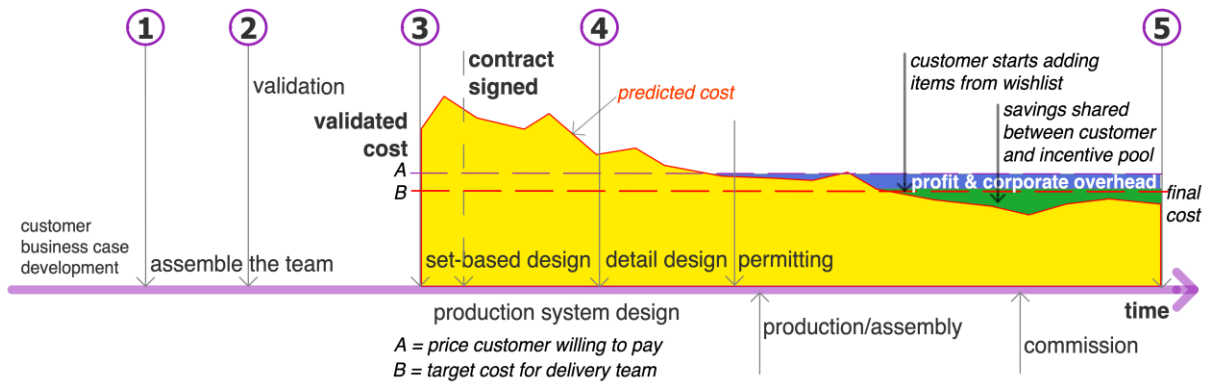 1
2
3
4
5
validation
contract
signed
predicted cost
customer starts adding
items from wishlist
savings shared
between customer
and incentive pool
validated
cost
A
B
profit & corporate overhead
final
cost
customer
business case
development
assemble the team
set-based design
detail design
permitting
time
production system design
production/assembly
commission
A = price customer willing to pay
B = target cost for delivery team